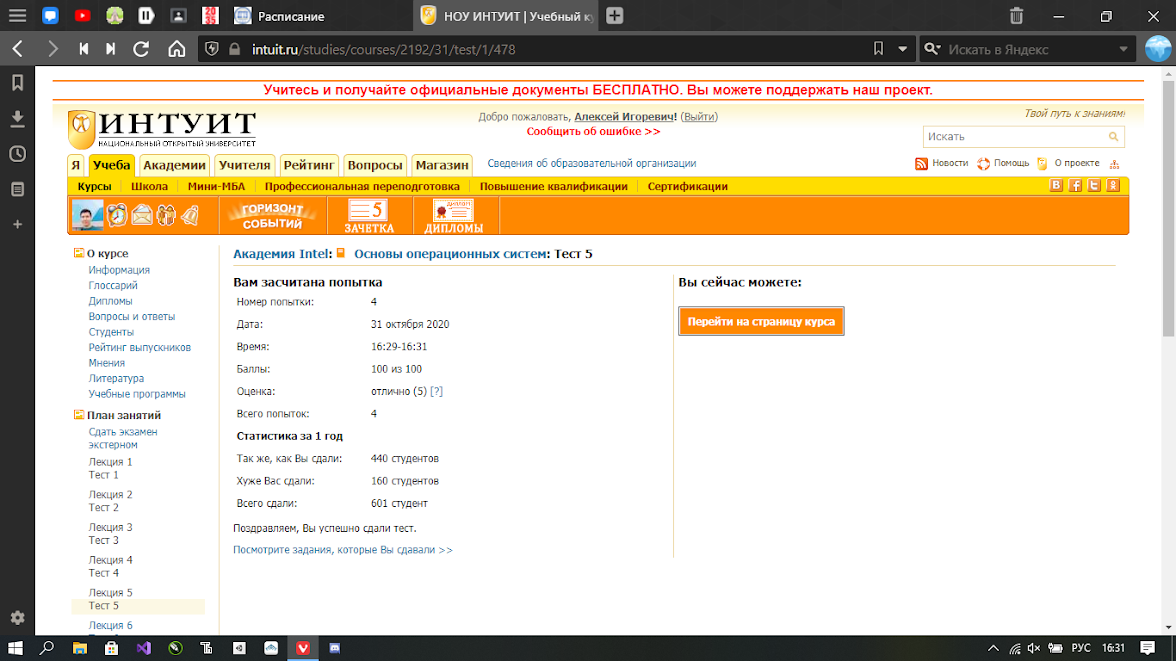 Расписание
НОУ ИНТУИТ | Учебный ку
intuit.ru/studies/courses/2192/31/test/1/478
Искать в Яндекс
Учитесь и получайте официальные документы БЕСПЛАТНО. Вы можете поддержать наш проект.
ИНТУИТ
НАЦИОНАЛЬНЫЙ ОТКРЫТЫЙ УНИВЕРСИТЕТ
Добро пожаловать, Алексей Игоревич! (Выйти)
Сообщить об ошибке >>
Твой путь к знаниям!
Искать
Я Учеба Академии Учителя Рейтинг Вопросы Магазин
Сведения об образовательной организации
Новости Помощь О проекте
Курсы Школа Мини-МБА Профессиональная переподготовка Повышение квалификации Сертификации
ГОРИЗОНТ
СОБЫТИЙ
5
ЗАЧЕТКА
ДИПЛОМ
ДИПЛОМЫ
О курсе
Информация
Глоссарий
Дипломы
Вопросы и ответы
Студенты
Рейтинг выпускников
Мнения
Литература
Учебные программы
План занятий
Сдать экзамен
экстерном
Лекция 1
Тест 1
Лекция 2
Тест 2
Лекция 3
Тест 3
Лекция 4
Тест 4
Лекция 5
Тест 5
Лекция 6
Академия Intel: Основы операционных систем: Тест 5
Вам засчитана попытка
Номер попытки: 4
Дата: 31 октября 2020
Время: 16:29-16:31
Баллы: 100 из 100
Оценка: отлично (5) [?]
Всего попыток: 4
Статистика за 1 год
Так же, как Вы сдали: 440 студентов
Хуже Вас сдали: 160 студентов
Всего сдали: 601 студент
Поздравляем, Вы успешно сдали тест.
Посмотрите задания, которые Вы сдавали >>
Вы сейчас можете:
Перейти на страницу курса
РУС 16:31